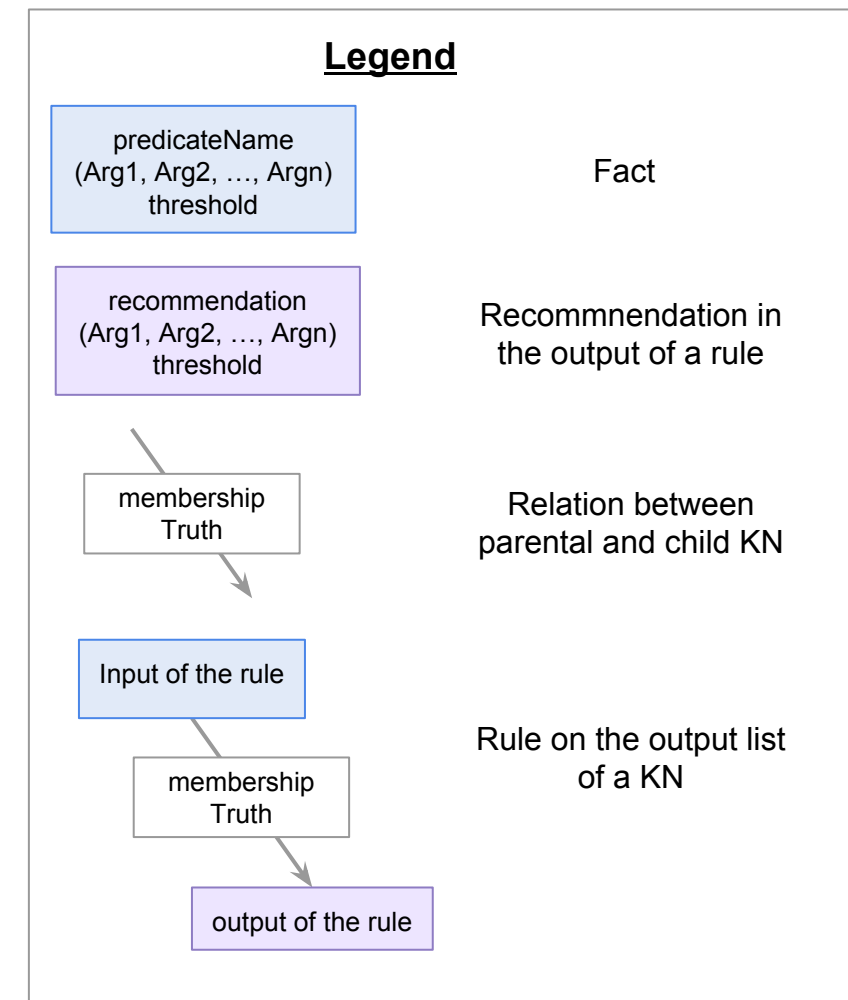 Legend
predicateName
(Arg1, Arg2, …, Argn)
threshold
Fact
recommendation
(Arg1, Arg2, …, Argn)
threshold
Recommnendation in
the output of a rule
membership
Truth
Relation between
parental and child KN
Input of the rule
membership
Truth
output of the rule
Rule on the output list
of a KN